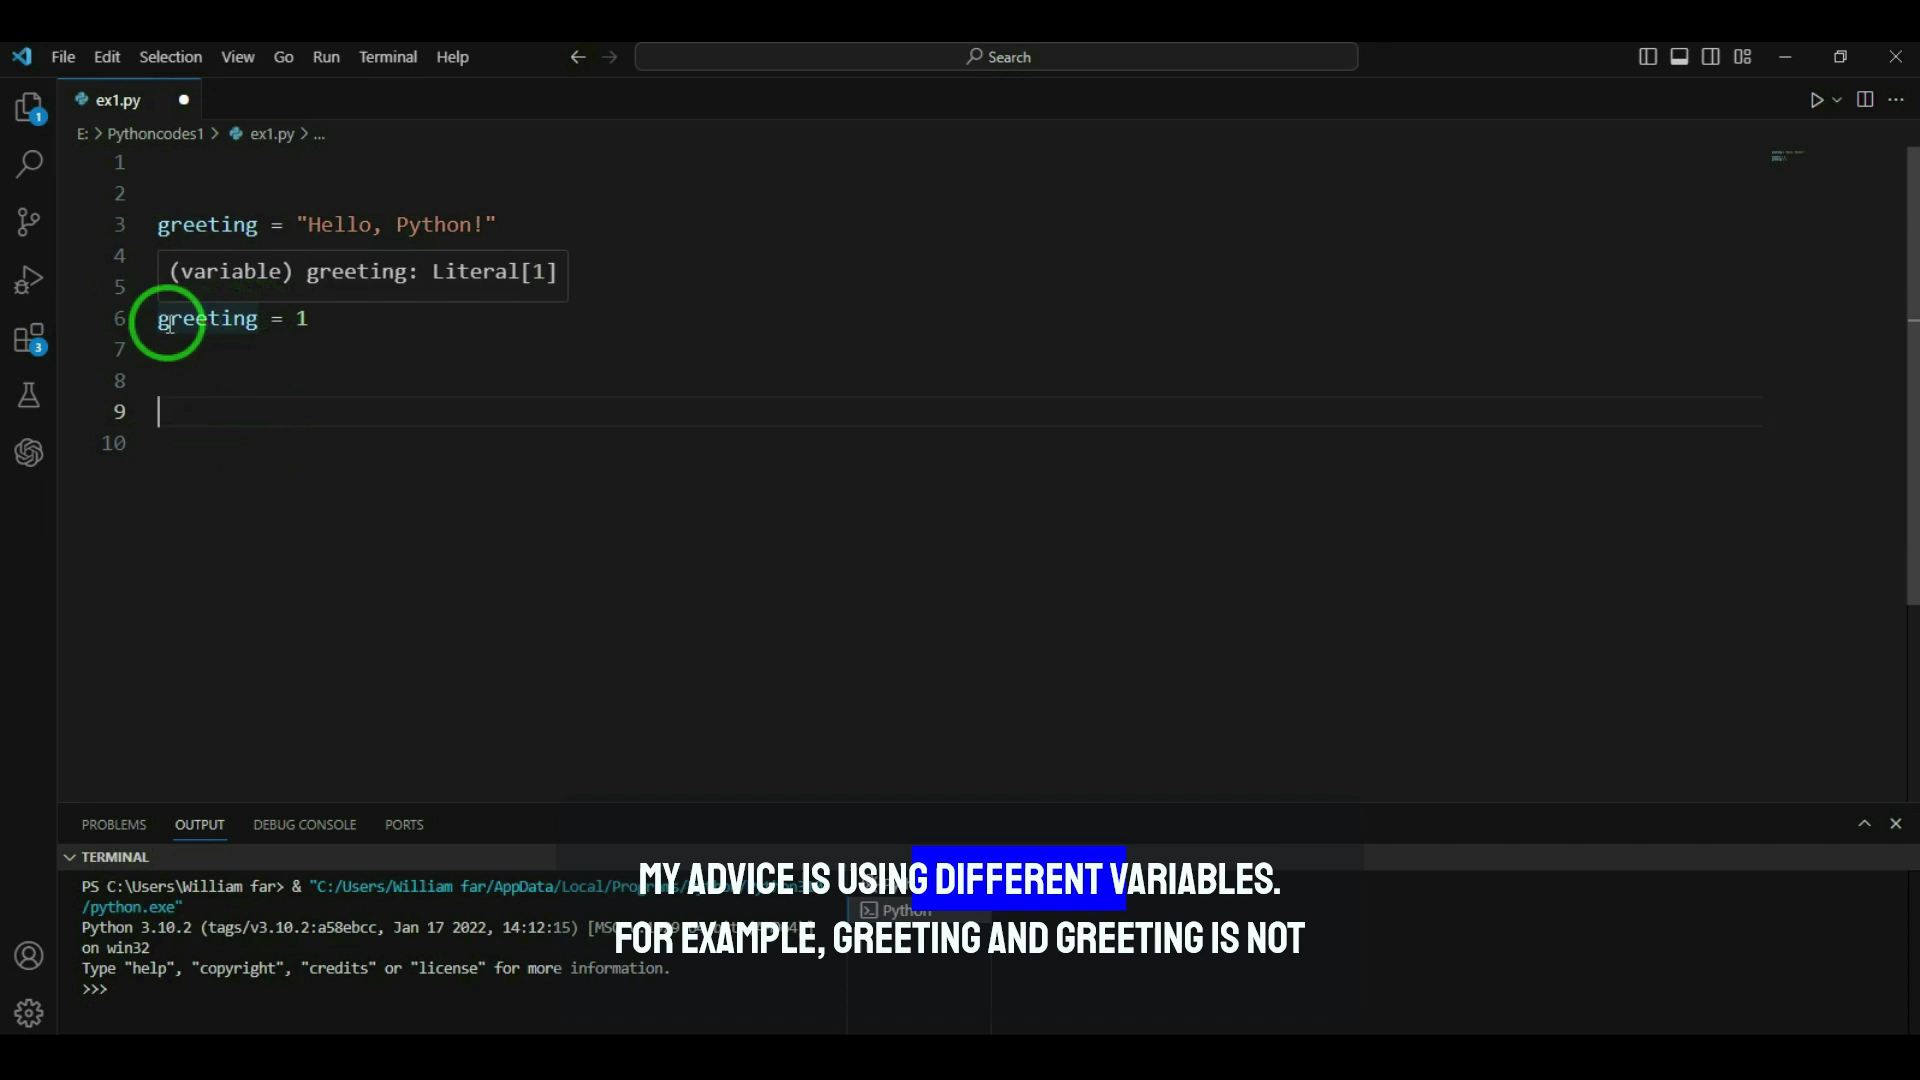 File Edit Selection View Go Run Terminal Help
Search
ex1.py
E: > Pythoncodes1 > ex1.py > ...
1
1
2
3 greeting = "Hello, Python!"
4
(variable) greeting: Literal[1]
5
6 greeting = 1
7
3
8
9
10
PROBLEMS OUTPUT DEBUG CONSOLE PORTS
TERMINAL
MY ADVICE IS USING DIFFERENT VARIABLES.
FOR EXAMPLE, GREETING AND GREETING IS NOT
PS C:\Users\William far> & "C:/Users/William far/AppData/Local/
/python.exe"
Python
Python 3.10.2 (tags/v3.10.2:a58ebcc, Jan 17 2022, 14:12:15)
on win32
Type "help", "copyright", "credits" or "license" for more information.
>>>